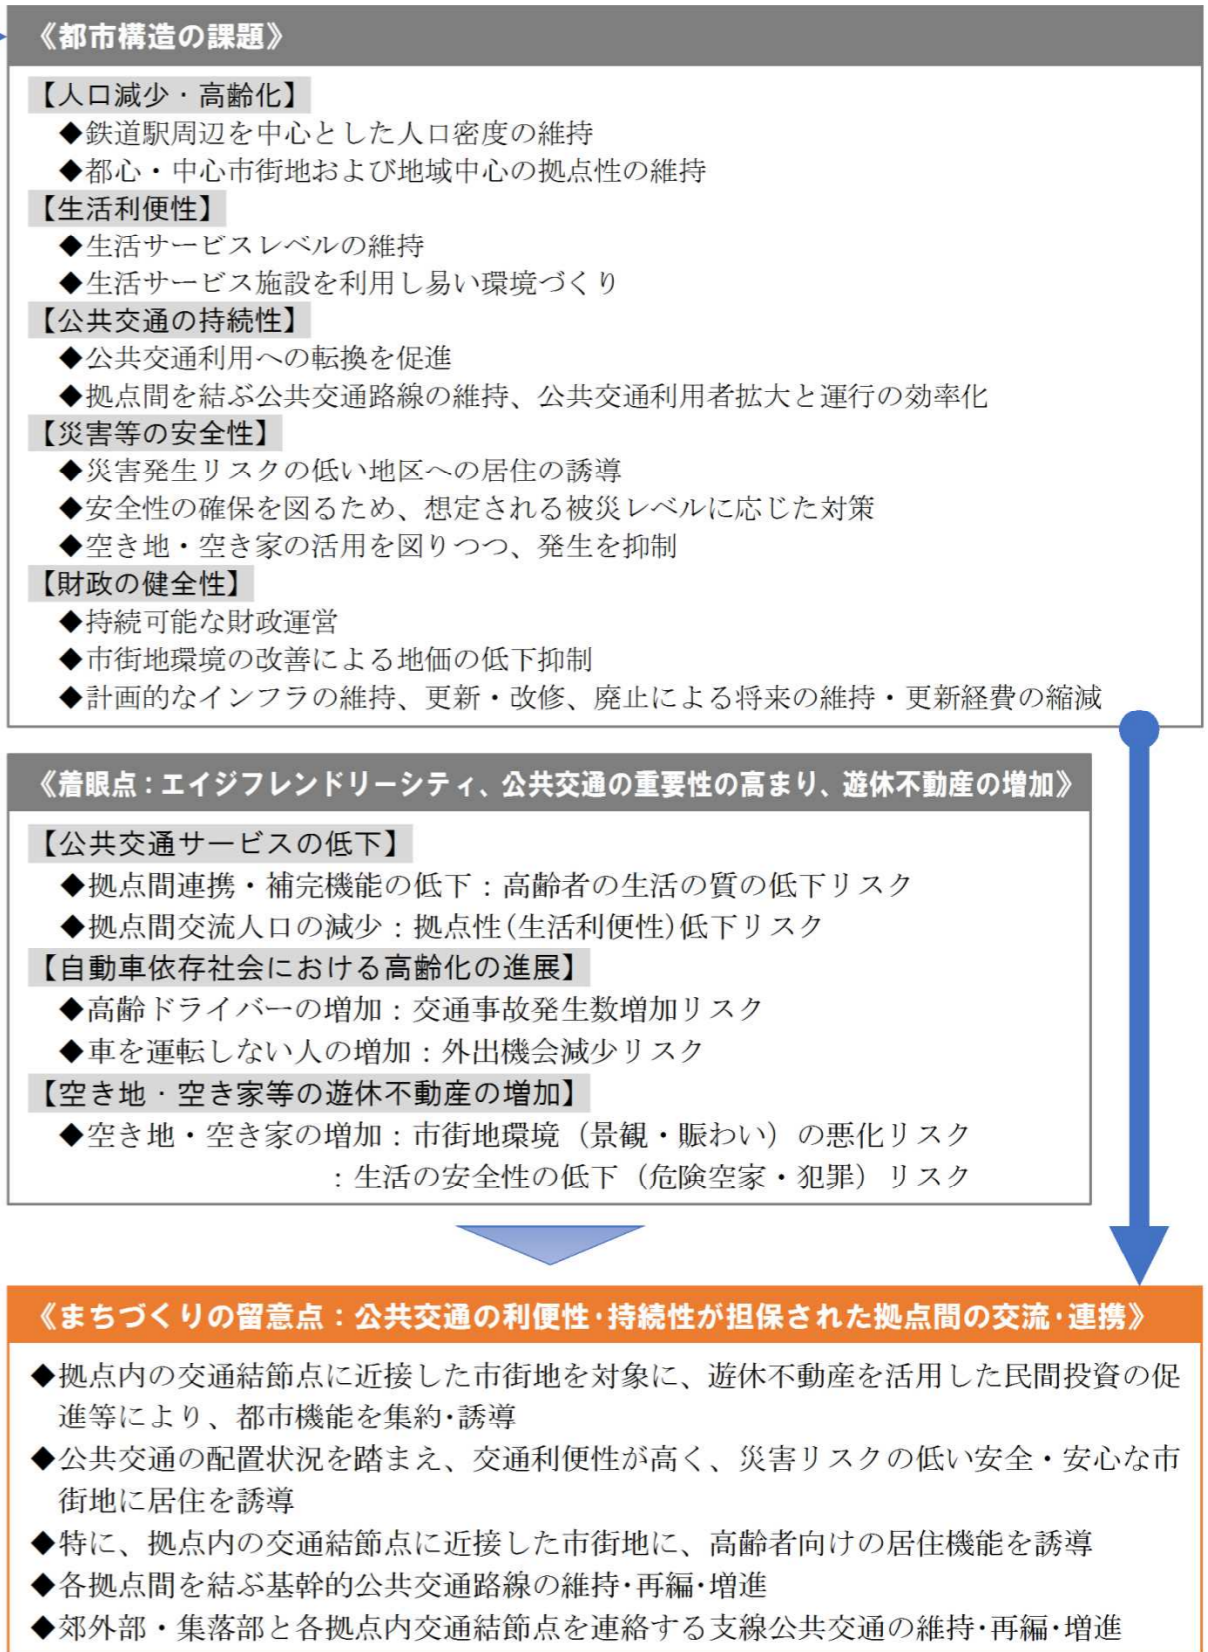 《都市構造の課題》
【人口減少・高齢化】
◆鉄道駅周辺を中心とした人口密度の維持
◆都心・中心市街地および地域中心の拠点性の維持
【生活利便性】
◆生活サービスレベルの維持
◆生活サービス施設を利用し易い環境づくり
【公共交通の持続性】
◆公共交通利用への転換を促進
◆拠点間を結ぶ公共交通路線の維持、公共交通利用者拡大と運行の効率化
【災害等の安全性】
◆災害発生リスクの低い地区への居住の誘導
◆安全性の確保を図るため、想定される被災レベルに応じた対策
◆空き地・空き家の活用を図りつつ、発生を抑制
【財政の健全性】
◆持続可能な財政運営
◆市街地環境の改善による地価の低下抑制
◆計画的なインフラの維持、更新・改修、廃止による将来の維持・更新経費の縮減
《着眼点：エイジフレンドリーシティ、公共交通の重要性の高まり、遊休不動産の増加》
【公共交通サービスの低下】
◆拠点間連携・補完機能の低下：高齢者の生活の質の低下リスク
◆拠点間交流人口の減少：拠点性(生活利便性)低下リスク
【自動車依存社会における高齢化の進展】
◆高齢ドライバーの増加：交通事故発生数増加リスク
◆車を運転しない人の増加：外出機会減少リスク
【空き地・空き家等の遊休不動産の増加】
◆空き地・空き家の増加：市街地環境（景観・賑わい）の悪化リスク
：生活の安全性の低下（危険空家・犯罪）リスク
《まちづくりの留意点：公共交通の利便性･持続性が担保された拠点間の交流･連携》
◆拠点内の交通結節点に近接した市街地を対象に、遊休不動産を活用した民間投資の促
進等により、都市機能を集約･誘導
◆公共交通の配置状況を踏まえ、交通利便性が高く、災害リスクの低い安全・安心な市
街地に居住を誘導
◆特に、拠点内の交通結節点に近接した市街地に、高齢者向けの居住機能を誘導
◆各拠点間を結ぶ基幹的公共交通路線の維持･再編･増進
◆郊外部・集落部と各拠点内交通結節点を連絡する支線公共交通の維持･再編･増進